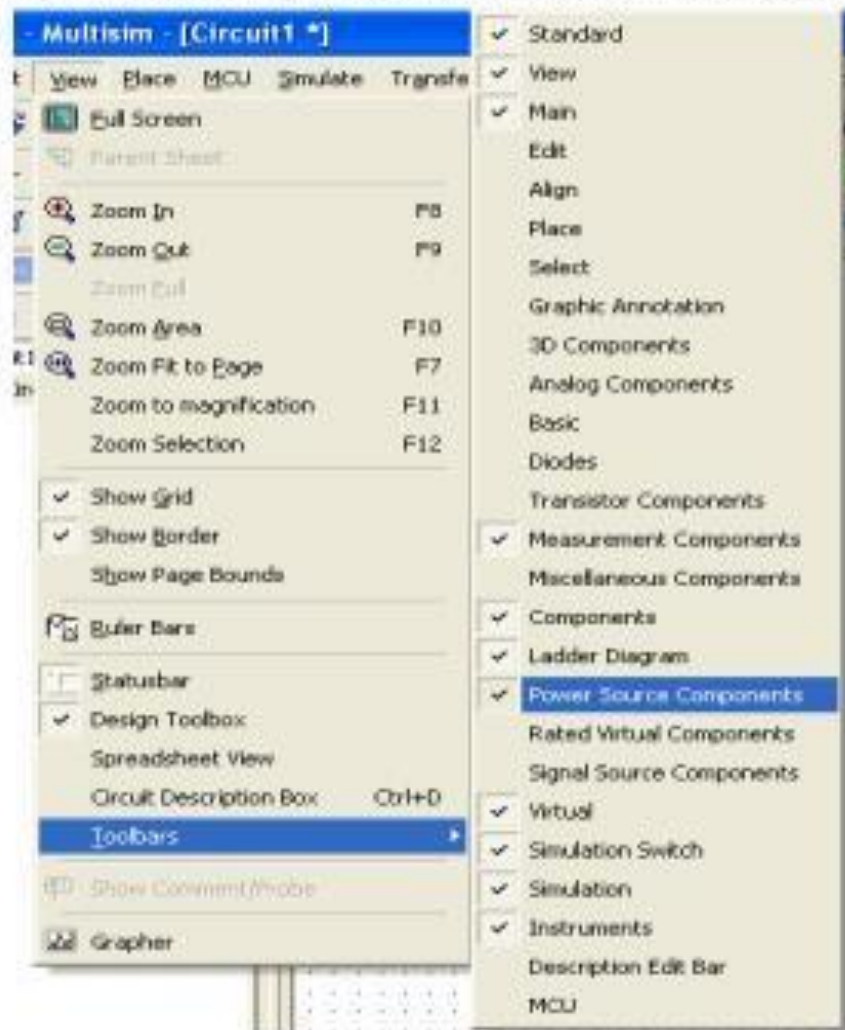 - Multisim - [Circuit1 *]
View Place MCU Simulate Transfe
Full Screen
Parent Sheet
Zoom In F8
Zoom Out F9
Zoom Full
Zoom Area F10
Zoom Fit to Page F7
Zoom to magnification F11
Zoom Selection F12
Show Grid
Show Border
Show Page Bounds
Ruler Bars
Statusbar
Design Toolbox
Spreadsheet View
Circuit Description Box Ctrl+D
Toolbars
Show Comment/Probe
Grapher
Standard
View
Main
Edit
Align
Place
Select
Graphic Annotation
3D Components
Analog Components
Basic
Diodes
Transistor Components
Measurement Components
Miscellaneous Components
Components
Ladder Diagram
Power Source Components
Rated Virtual Components
Signal Source Components
Virtual
Simulation Switch
Simulation
Instruments
Description Edit Bar
MCU